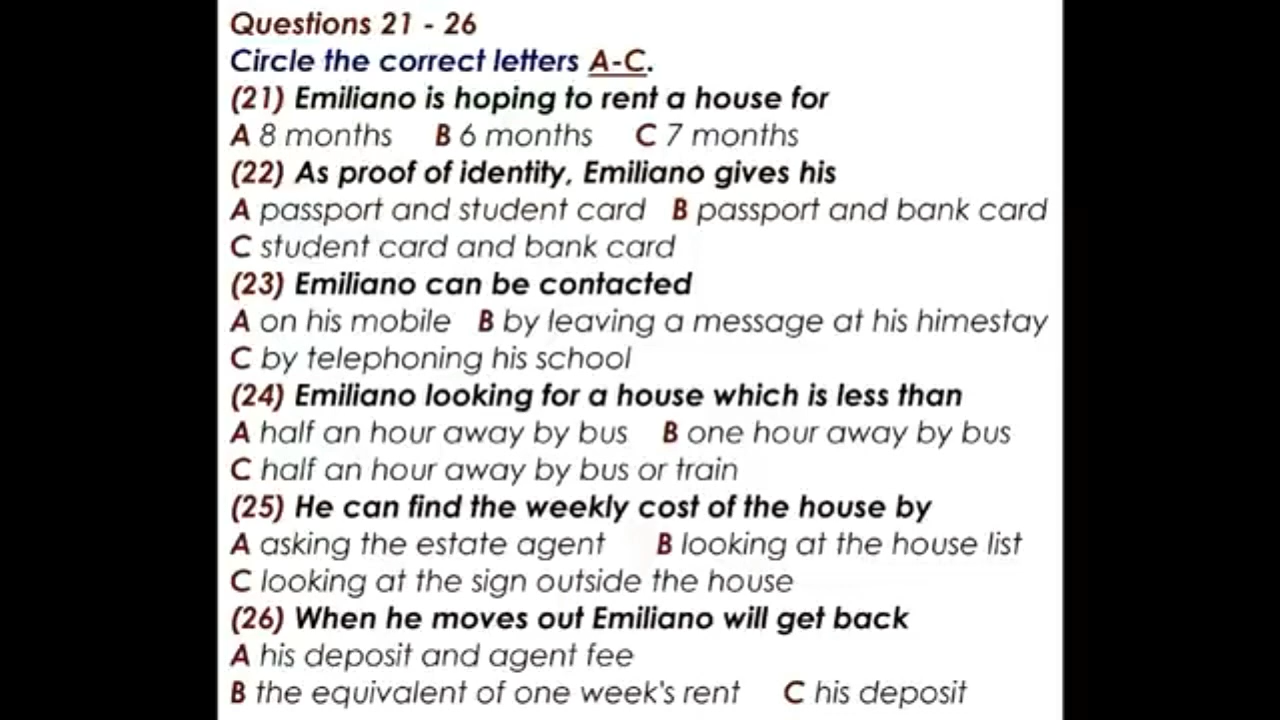 Questions 21 - 26
Circle the correct letters A-C.
(21) Emiliano is hoping to rent a house for
A 8 months B 6 months C 7 months
(22) As proof of identity, Emiliano gives his
A passport and student card B passport and bank card
C student card and bank card
(23) Emiliano can be contacted
A on his mobile B by leaving a message at his himestay
C by telephoning his school
(24) Emiliano looking for a house which is less than
A half an hour away by bus B one hour away by bus
C half an hour away by bus or train
(25) He can find the weekly cost of the house by
A asking the estate agent B looking at the house list
C looking at the sign outside the house
(26) When he moves out Emiliano will get back
A his deposit and agent fee
B the equivalent of one week's rent C his deposit